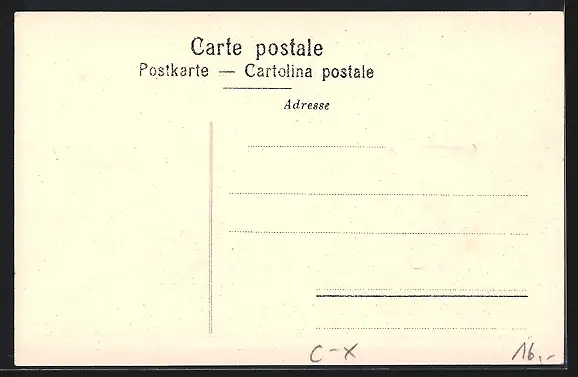 Carte postale
Postkarte — Cartolina postale
Adresse
C-X
16,-